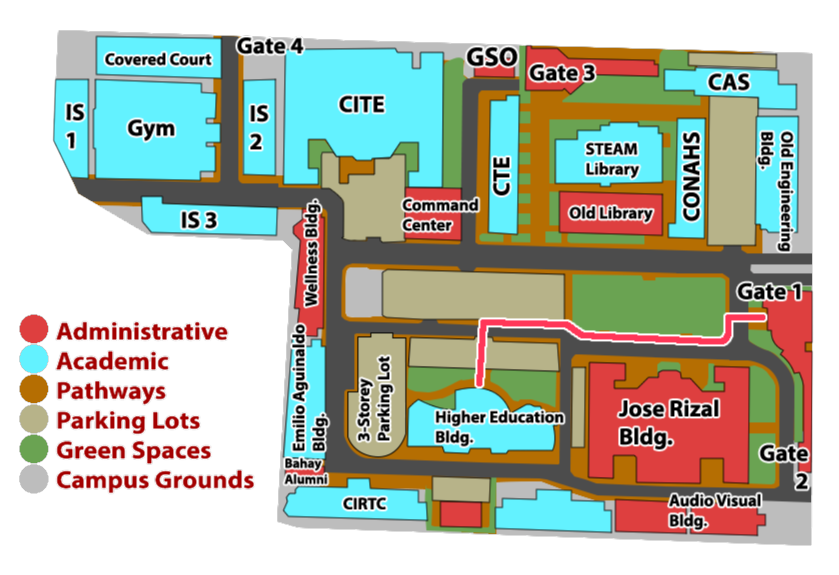 Gate 4
Covered Court
GSO
Gate 3
CAS
IS
1
Gym
IS
2
CITE
STEAM
Library
CTE
CONAHS
Old Engineering
Bldg.
Old Library
Command
Center
IS 3
Wellness Bldg.
Gate 1
Administrative
Academic
Pathways
Parking Lots
Green Spaces
Campus Grounds
Emilio Aguinaldo
Bldg.
3-Storey
Parking Lot
Higher Education
Bldg.
Jose Rizal
Bldg.
Gate
2
Bahay
Alumni
CIRTC
Audio Visual
Bldg.